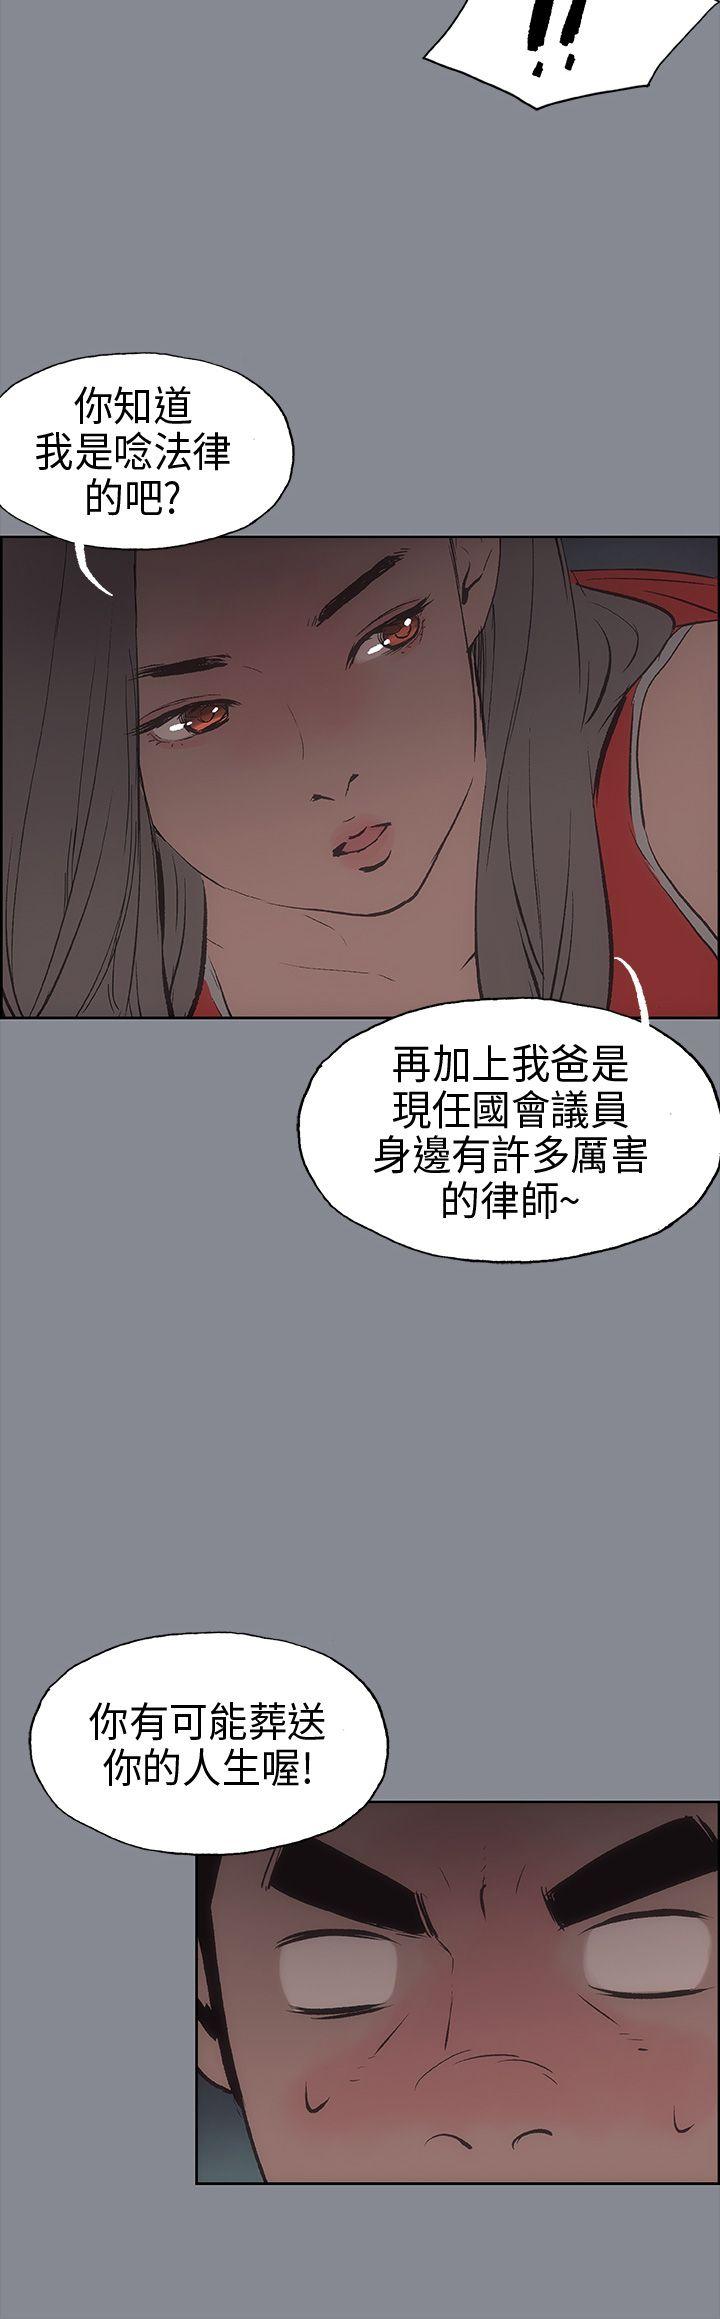 !!
你知道
我是唸法律
的吧?
再加上我爸是
現任國會議員
身邊有許多厲害
的律師~
你有可能葬送
你的人生喔!